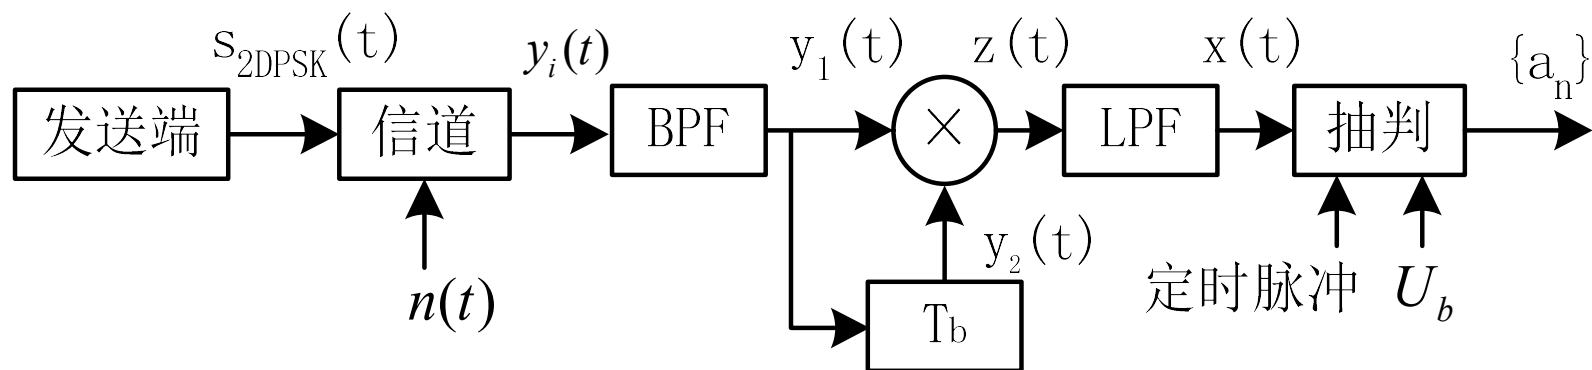 s2DPSK(t) yi(t) y1(t) z(t) x(t) {an}
发送端 信道 BPF × LPF 抽判
n(t) y2(t) 定时脉冲 Ub
Tb